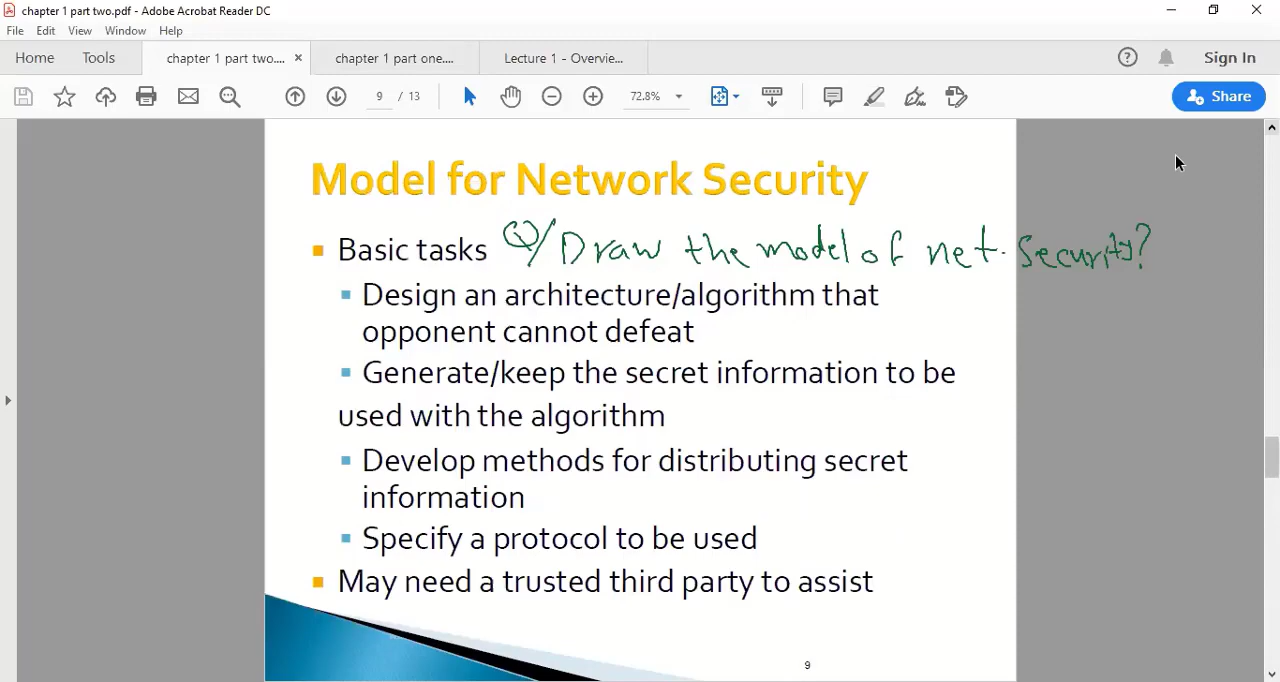 chapter 1 part two.pdf - Adobe Acrobat Reader DC
File Edit View Window Help
Home Tools chapter 1 part two.... × chapter 1 part one.... Lecture 1 - Overvie... Sign In
9 / 13 72.8% Share
Model for Network Security
Basic tasks Q/ Draw the model of net. Security?
Design an architecture/algorithm that
opponent cannot defeat
Generate/keep the secret information to be
used with the algorithm
Develop methods for distributing secret
information
Specify a protocol to be used
May need a trusted third party to assist
9